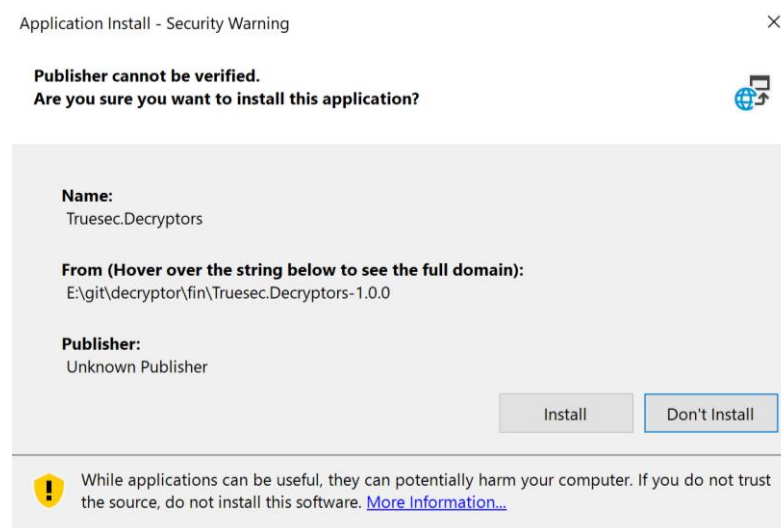 Application Install - Security Warning
Publisher cannot be verified.
Are you sure you want to install this application?
Name:
Truesec.Decryptors
From (Hover over the string below to see the full domain):
E:\git\decryptor\fin\Truesec.Decryptors-1.0.0
Publisher:
Unknown Publisher
Install
Don't Install
While applications can be useful, they can potentially harm your computer. If you do not trust
the source, do not install this software. More Information...